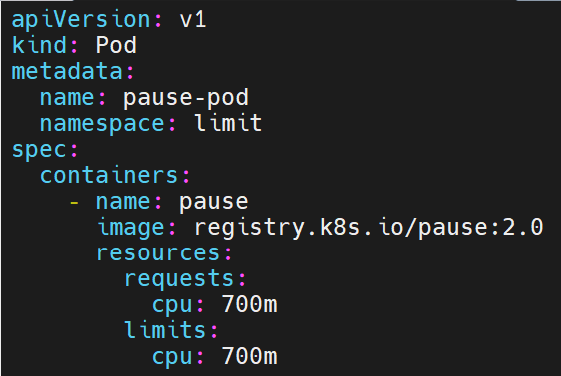 apiVersion: v1
kind: Pod
metadata:
  name: pause-pod
  namespace: limit
spec:
  containers:
    - name: pause
      image: registry.k8s.io/pause:2.0
      resources:
        requests:
          cpu: 700m
        limits:
          cpu: 700m